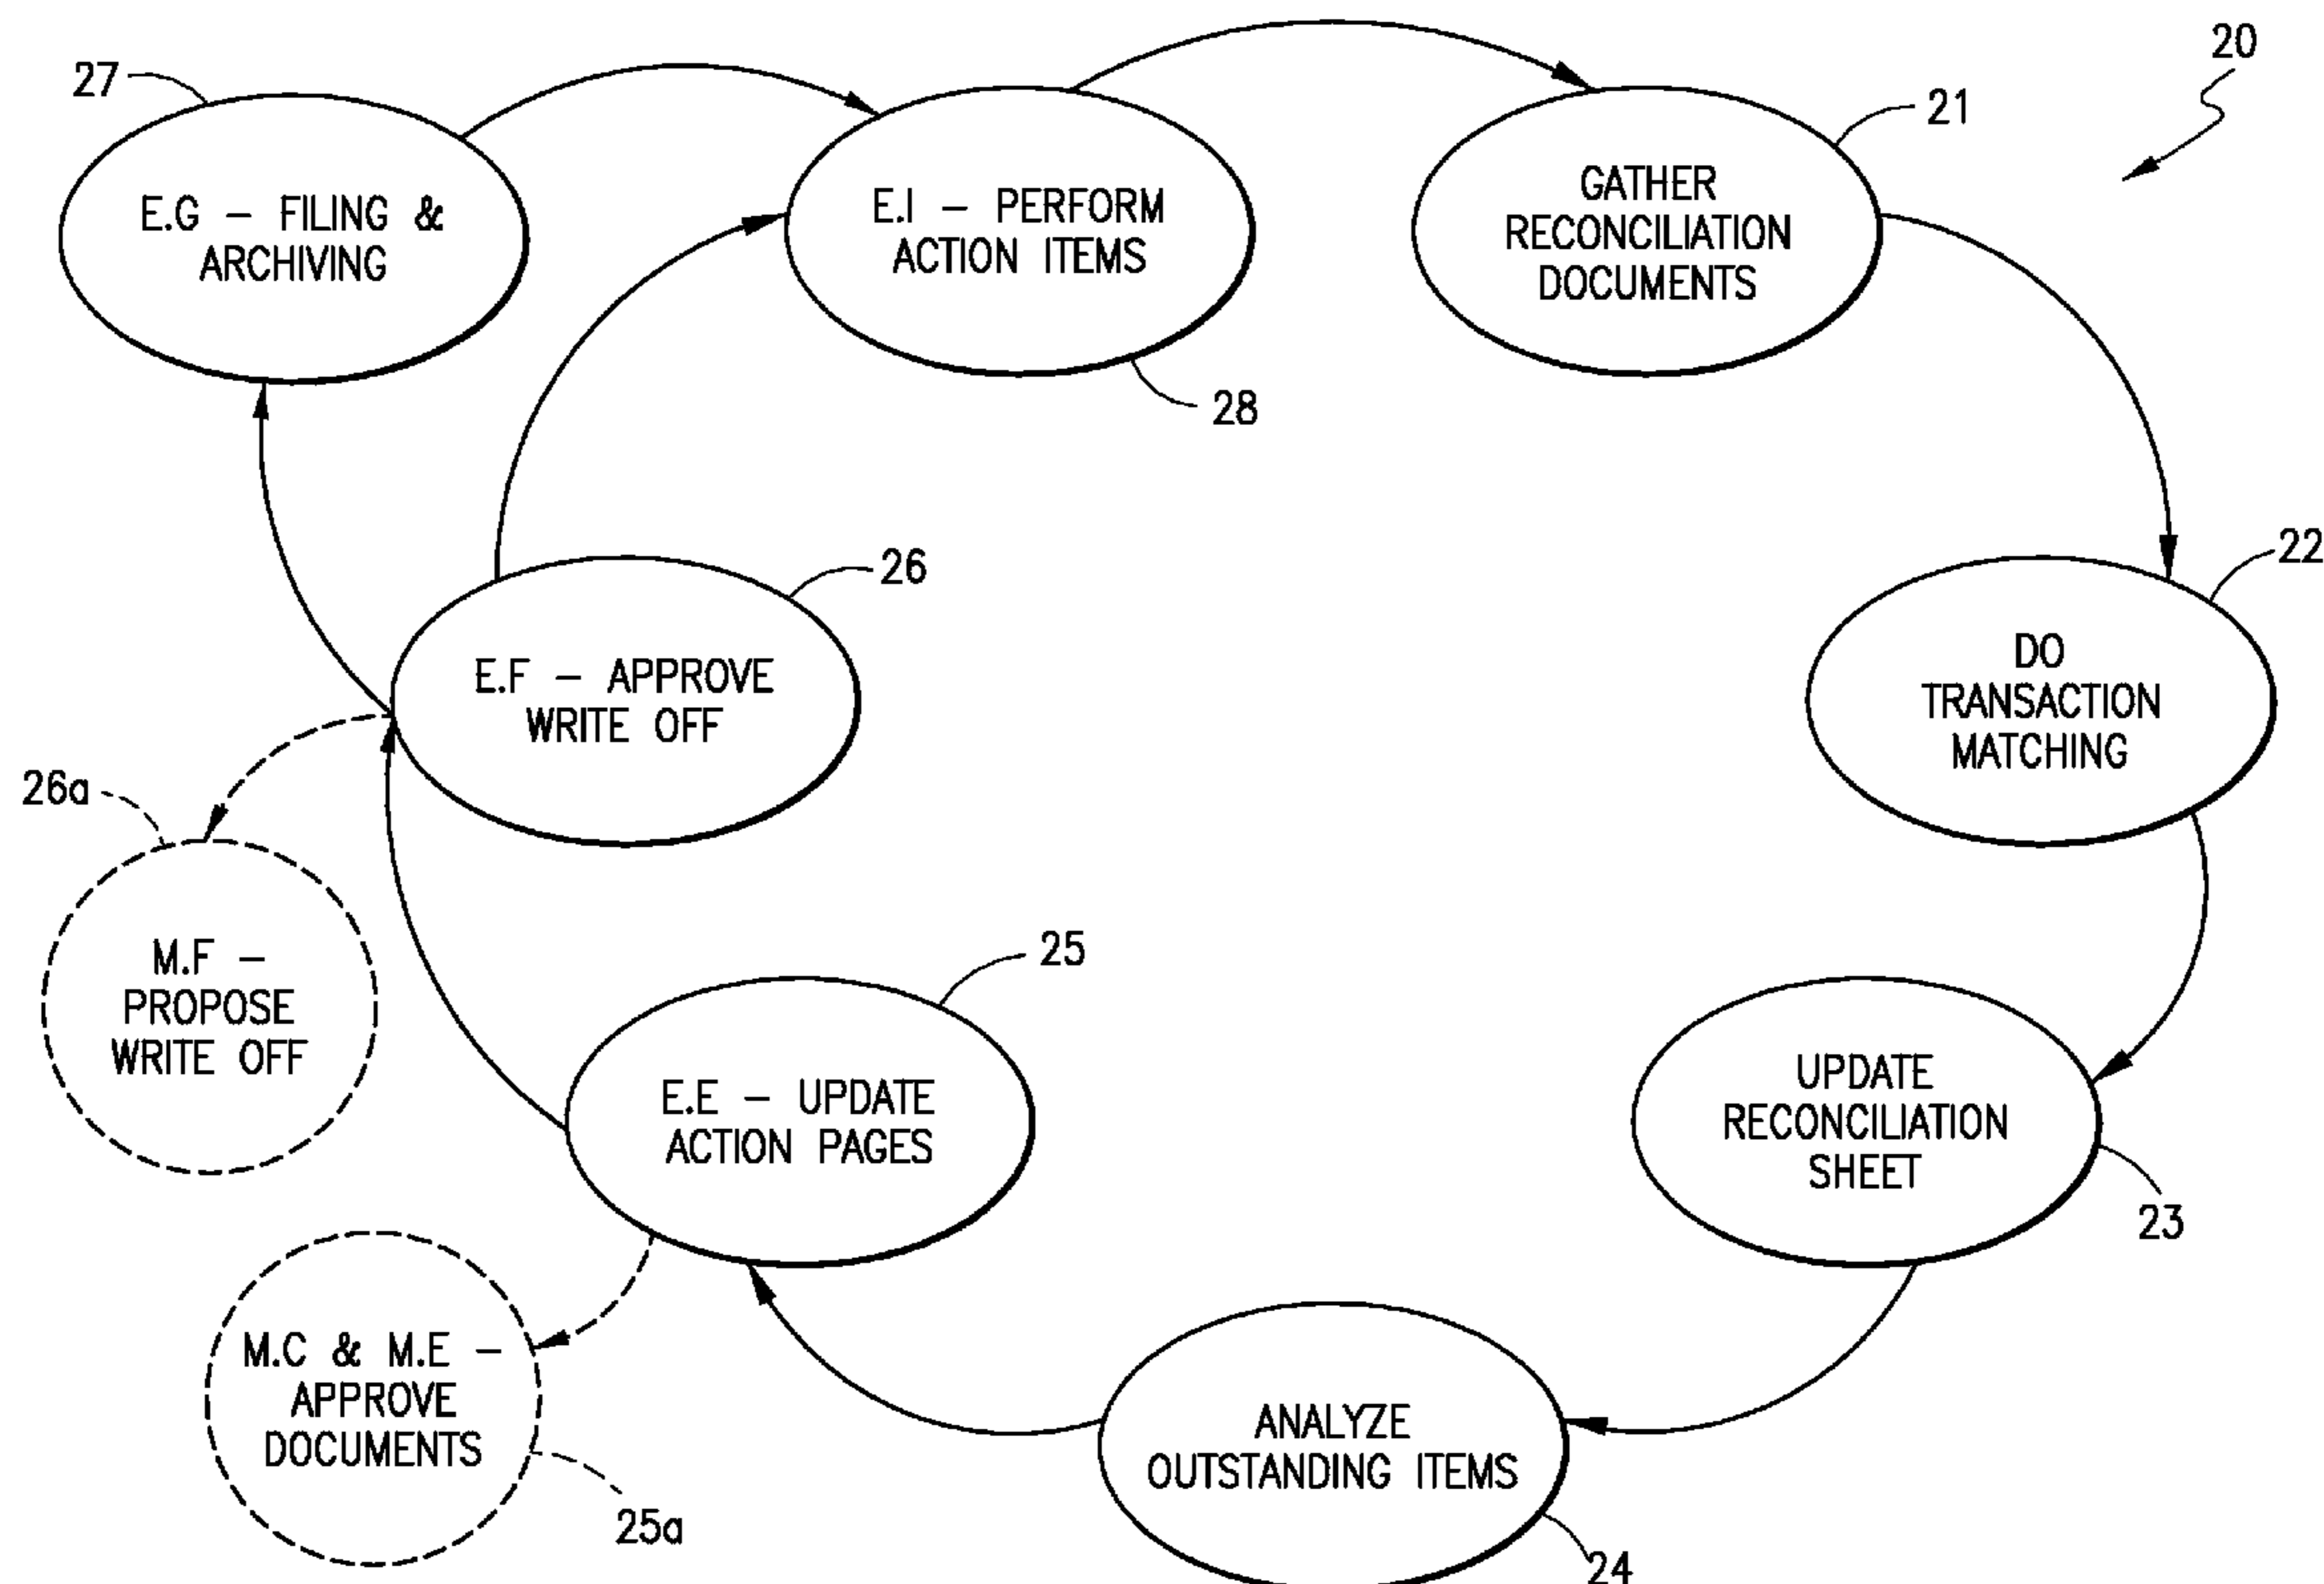 20
27
E.G – FILING &
ARCHIVING
E.I – PERFORM
ACTION ITEMS
28
21
GATHER
RECONCILIATION
DOCUMENTS
22
DO
TRANSACTION
MATCHING
26
E.F – APPROVE
WRITE OFF
26a
M.F –
PROPOSE
WRITE OFF
25
E.E – UPDATE
ACTION PAGES
UPDATE
RECONCILIATION
SHEET
23
M.C & M.E –
APPROVE
DOCUMENTS
25a
ANALYZE
OUTSTANDING ITEMS
24